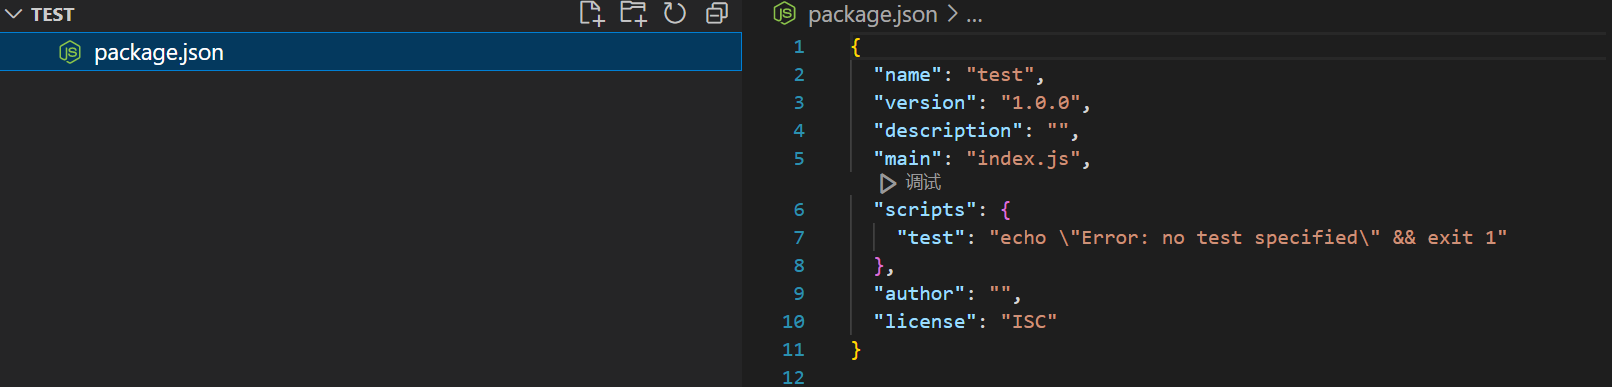 TEST
package.json
package.json > ...
1 {
2 "name": "test",
3 "version": "1.0.0",
4 "description": "",
5 "main": "index.js",
调试
6 "scripts": {
7 "test": "echo \"Error: no test specified\" && exit 1"
8 },
9 "author": "",
10 "license": "ISC"
11 }
12